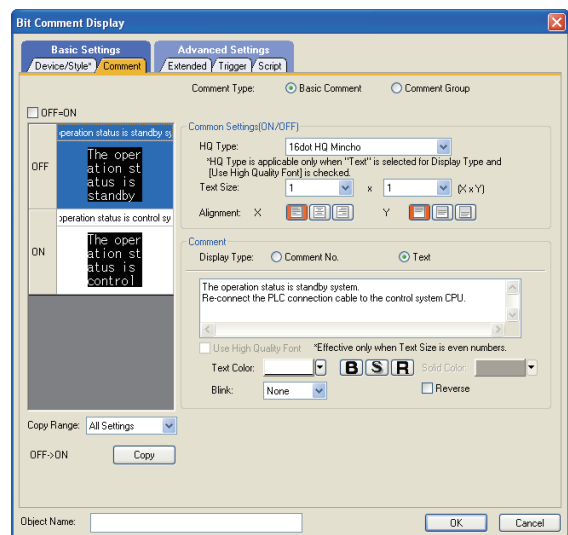 Bit Comment Display
Basic Settings
Advanced Settings
Device/Style*
Comment
Extended
Trigger
Script
Comment Type:
Basic Comment
Comment Group
OFF=ON
operation status is standby sy
OFF
The oper
ation st
atus is
standby
operation status is control sy
ON
The oper
ation st
atus is
control
Common Settings(ON/OFF)
HQ Type:
16dot HQ Mincho
*HQ Type is applicable only when "Text" is selected for Display Type and
[Use High Quality Font] is checked.
Text Size:
1
x
1
(X x Y)
Alignment:
X
Y
Comment
Display Type:
Comment No.
Text
The operation status is standby system.
Re-connect the PLC connection cable to the control system CPU.
Use High Quality Font
*Effective only when Text Size is even numbers.
Text Color:
B
S
R
Solid Color:
Blink:
None
Reverse
Copy Range:
All Settings
OFF->ON
Copy
Object Name:
OK
Cancel